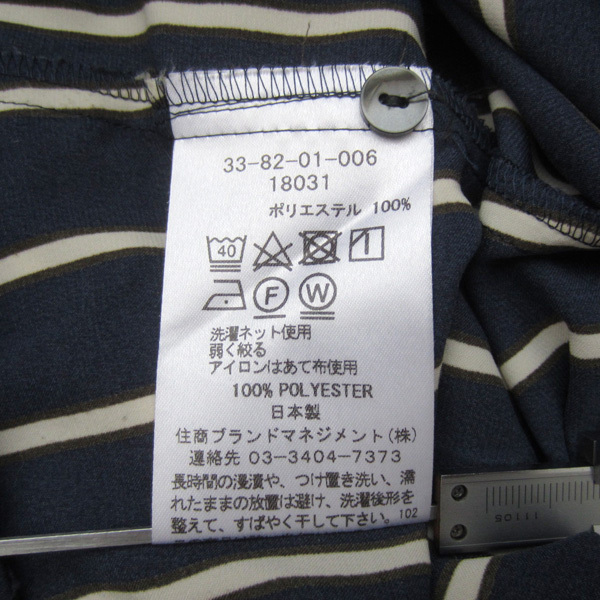 33-82-01-006
18031
ポリエステル 100%
40
F W
洗濯ネット使用
弱く絞る
アイロンはあて布使用
100% POLYESTER
日本製
住商ブランドマネジメント(株)
連絡先 03-3404-7373
長時間の浸漬や、つけ置き洗い、濡
れたままの放置は避け、洗濯後形を
整えて、すばやく干して下さい。102
11105